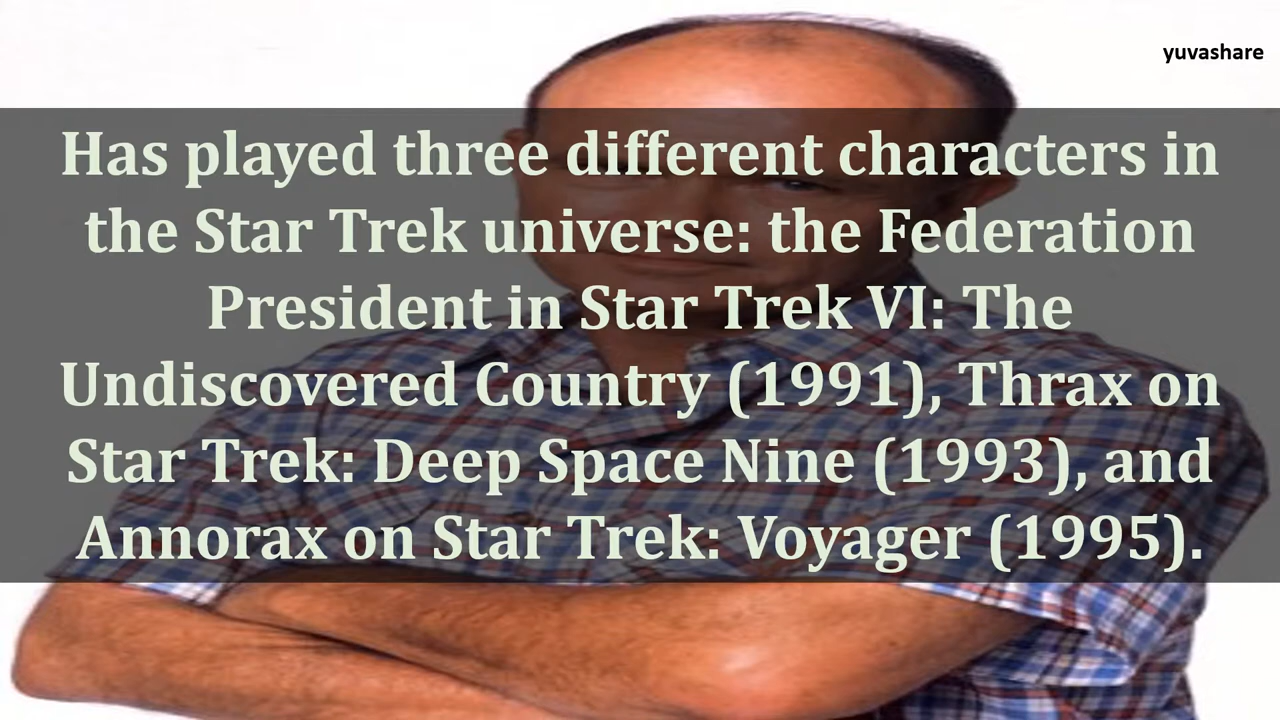 yuvashare
Has played three different characters in
the Star Trek universe: the Federation
President in Star Trek VI: The
Undiscovered Country (1991), Thrax on
Star Trek: Deep Space Nine (1993), and
Annorax on Star Trek: Voyager (1995).